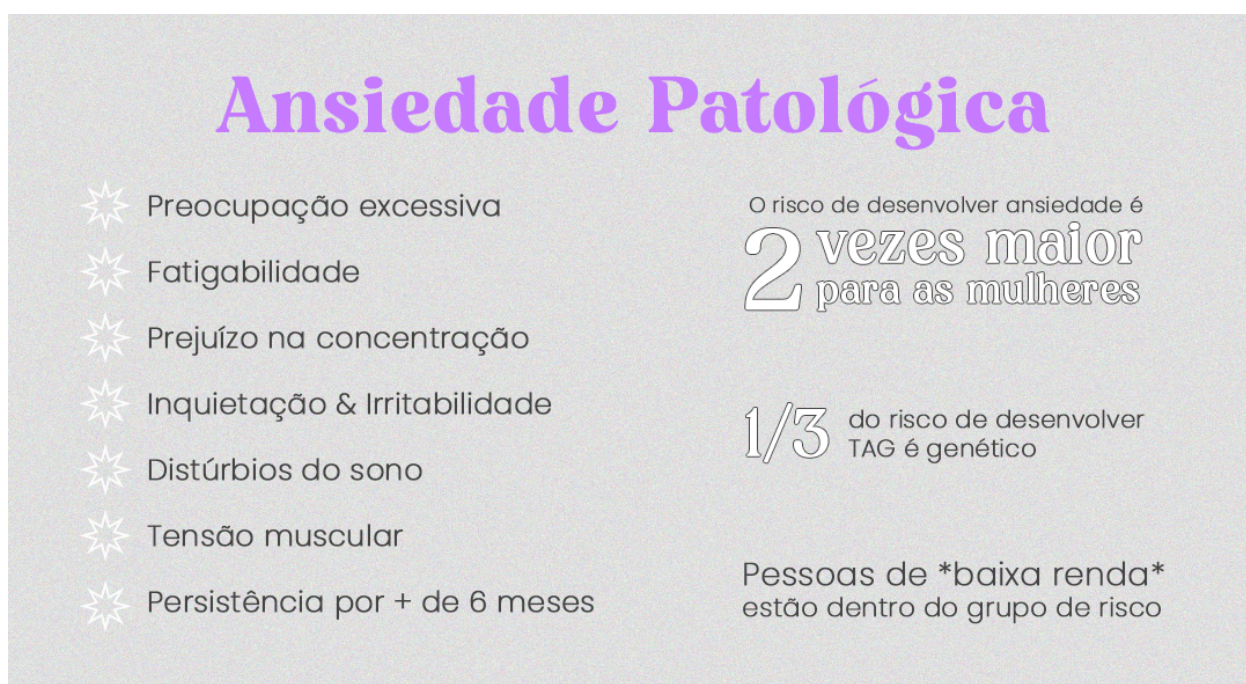 Ansiedade Patológica
Preocupação excessiva
Fatigabilidade
Prejuízo na concentração
Inquietação & Irritabilidade
Distúrbios do sono
Tensão muscular
Persistência por + de 6 meses
O risco de desenvolver ansiedade é
2 vezes maior
para as mulheres
1/3 do risco de desenvolver
TAG é genético
Pessoas de *baixa renda*
estão dentro do grupo de risco